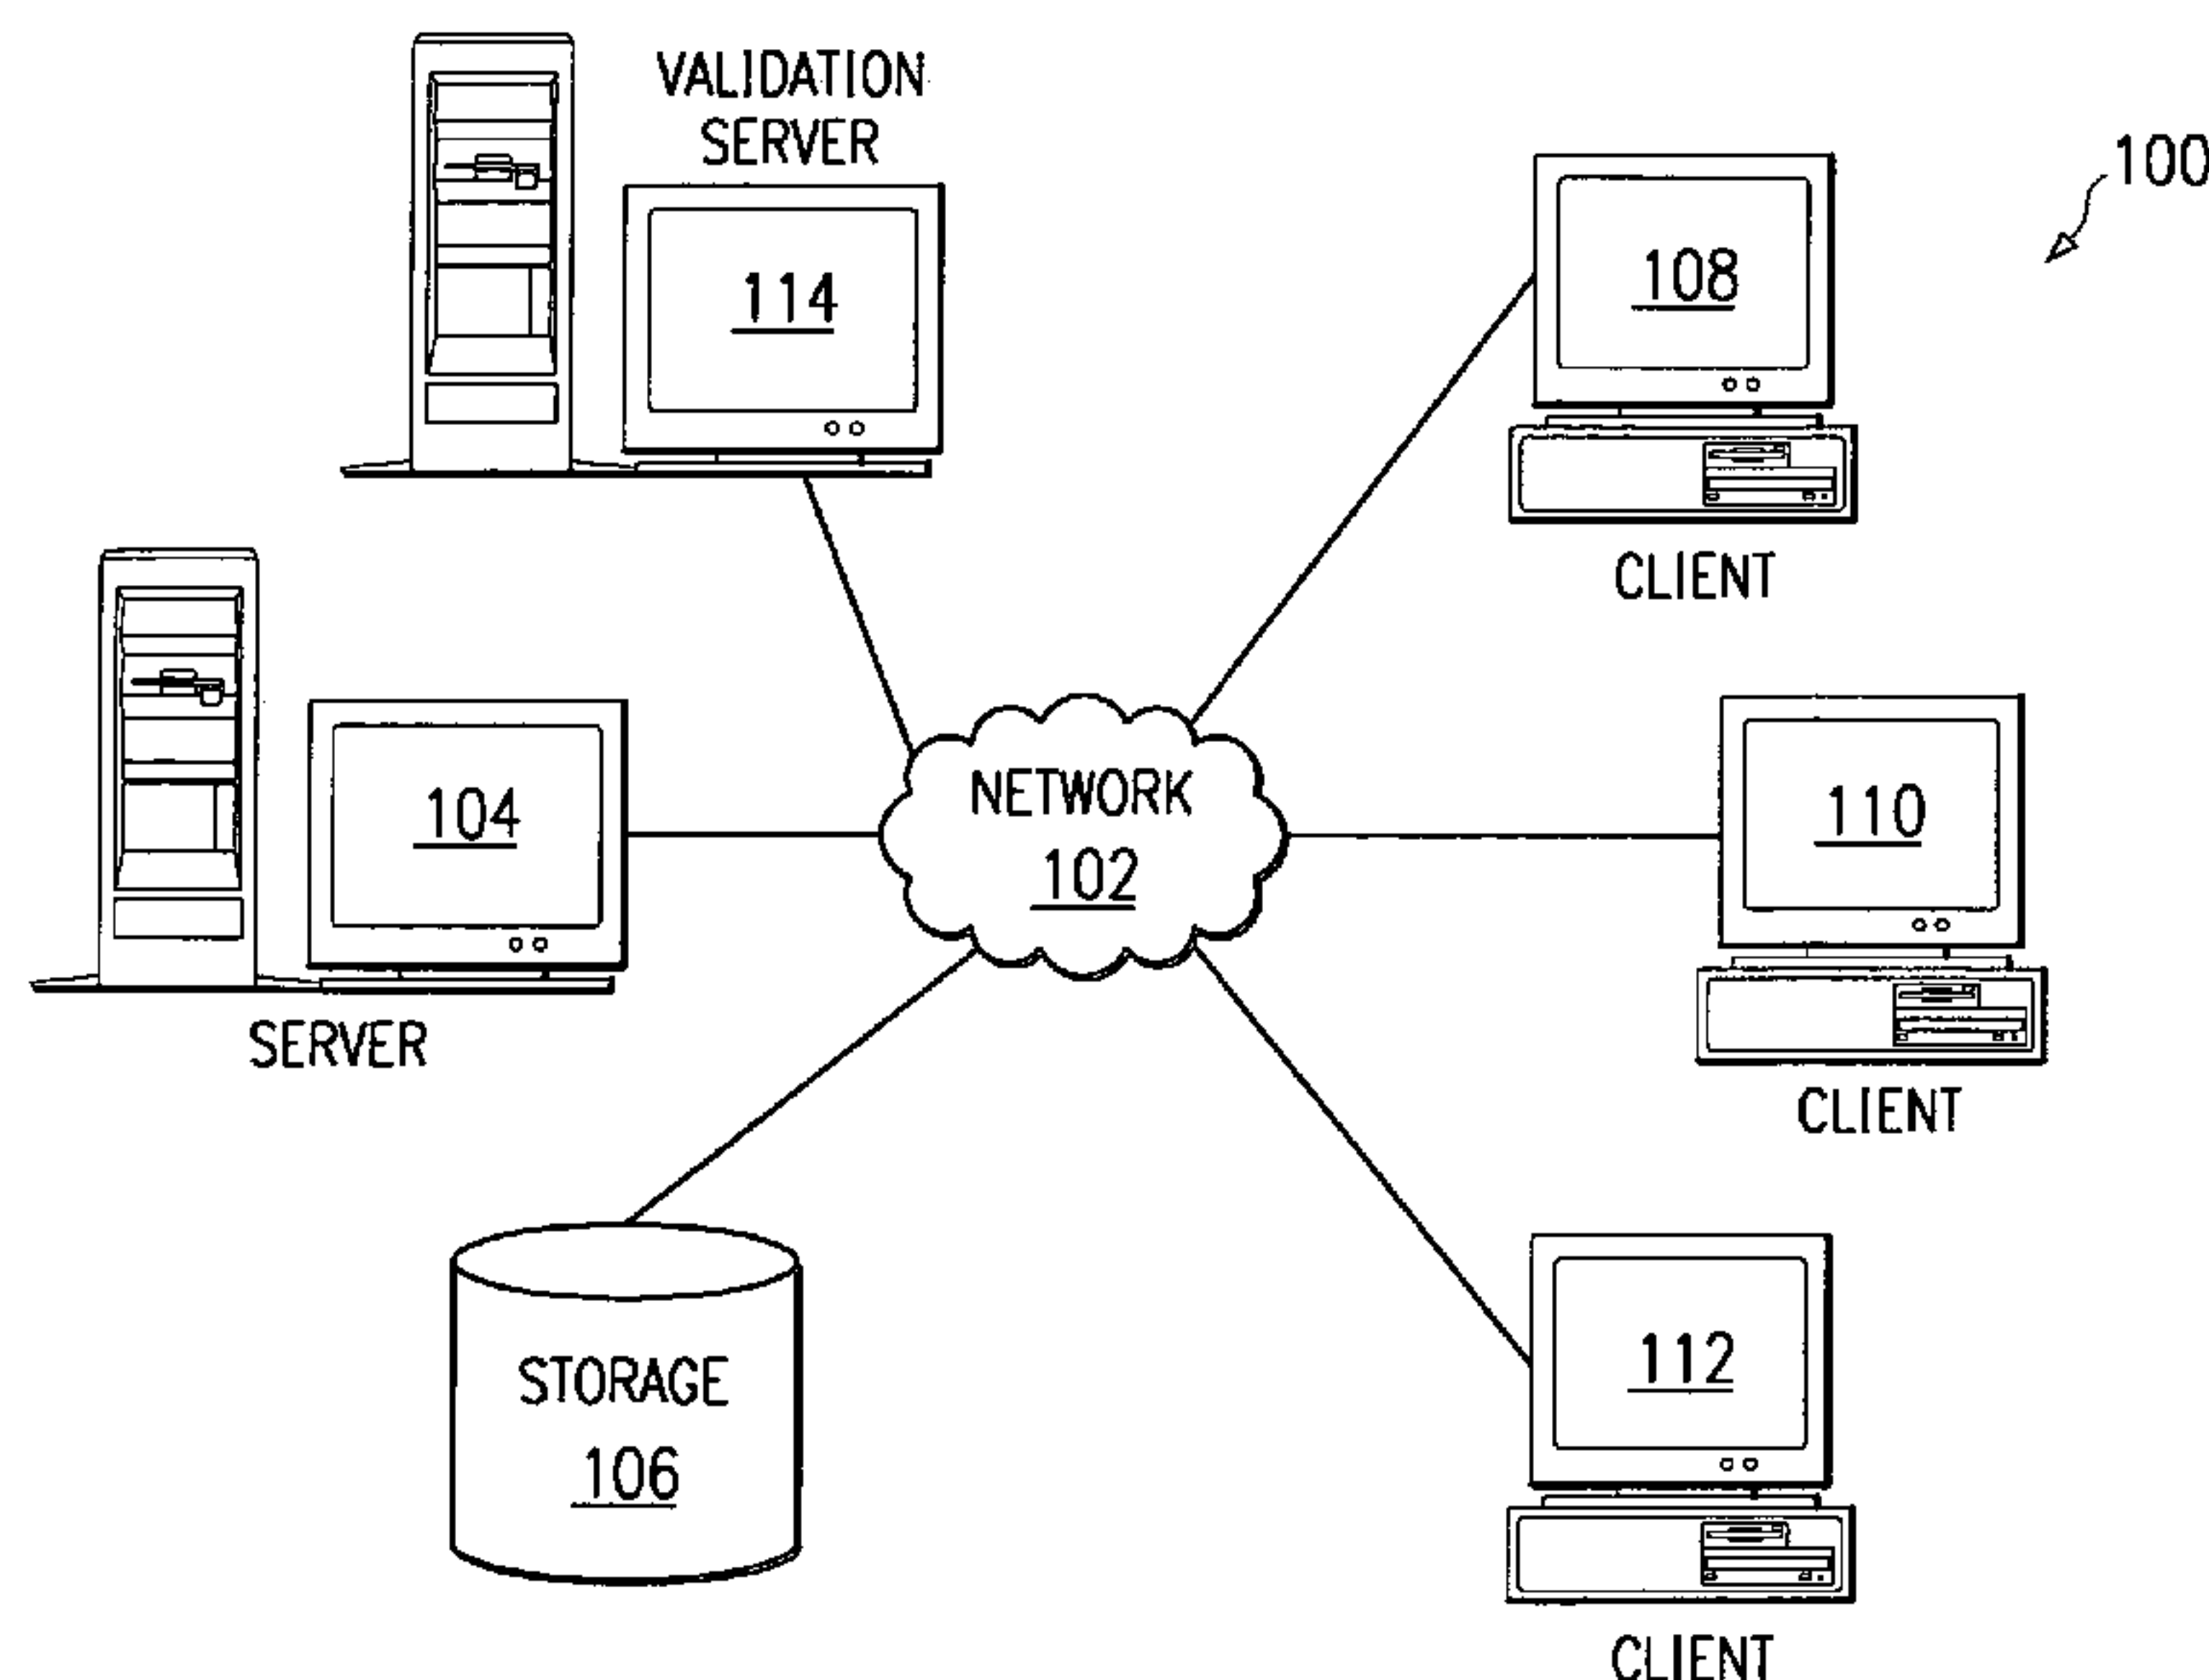 VALIDATION
SERVER
114
100
108
CLIENT
104
SERVER
NETWORK
102
110
CLIENT
STORAGE
106
112
CLIENT